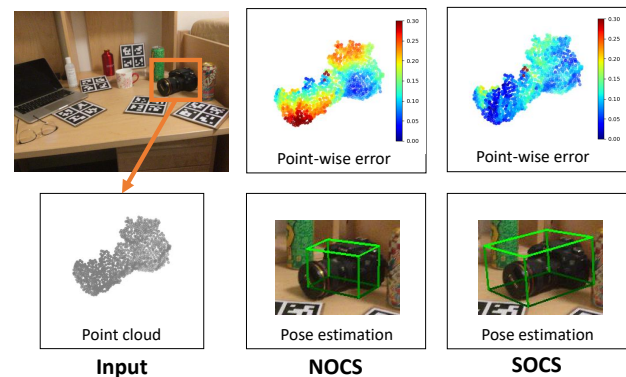 0.30
0.25
0.20
0.15
0.10
0.05
0.00
Point-wise error
0.30
0.25
0.20
0.15
0.10
0.05
0.00
Point-wise error
Point cloud
Pose estimation
Pose estimation
Input
NOCS
SOCS